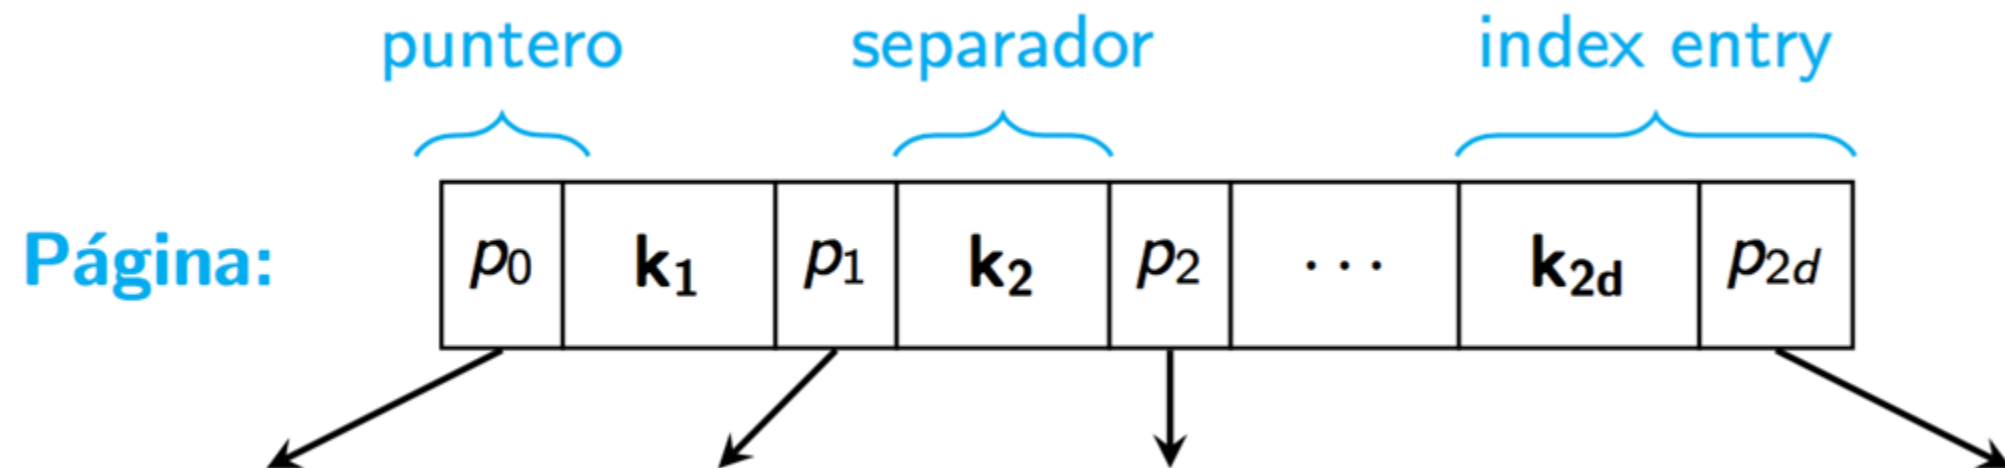 puntero separador index entry
Página: p₀ k₁ p₁ k₂ p₂ ... k₂d p₂d